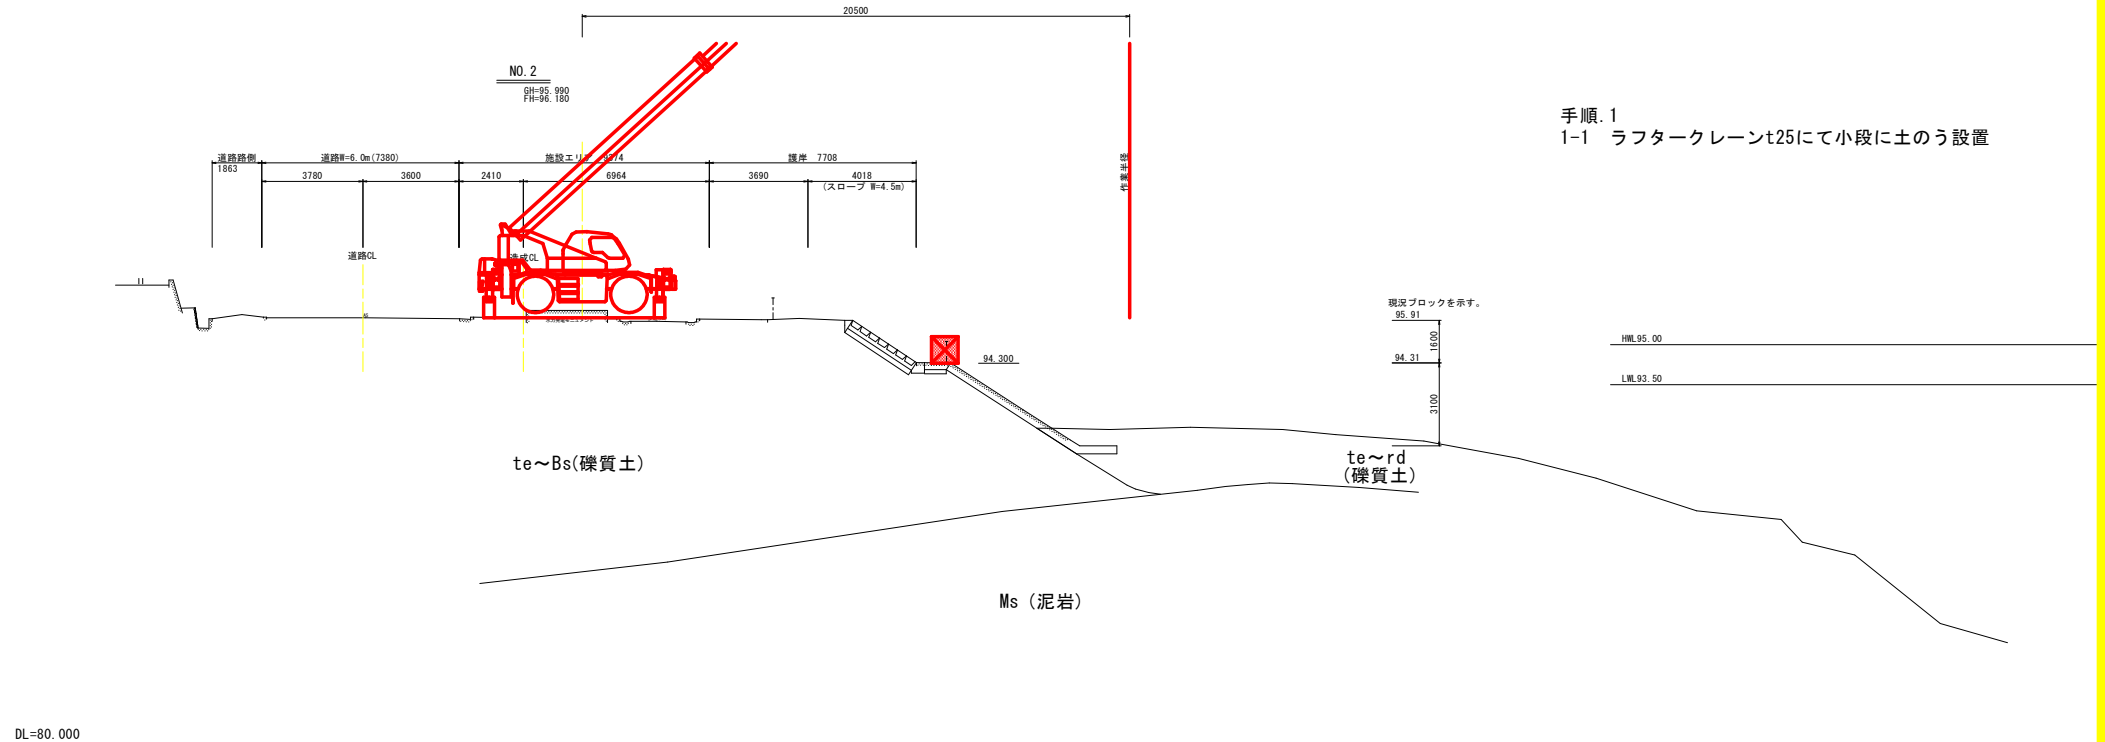 20500
NO.2
GH=95.990
FH=96.180
手順.1
1-1 ラフタークレーンt25にて小段に土のう設置
道路路側
1863
道路W=6.0m(7380)
施設エリア 9374
護岸 7708
3780
3600
2410
6964
3690
4018
(スロープ W=4.5m)
作業半径
道路CL
造成CL
現況ブロックを示す。
95.91
1600
94.31
3100
94.300
HWL95.00
LWL93.50
te～Bs(礫質土)
te～rd
(礫質土)
Ms (泥岩)
DL=80.000